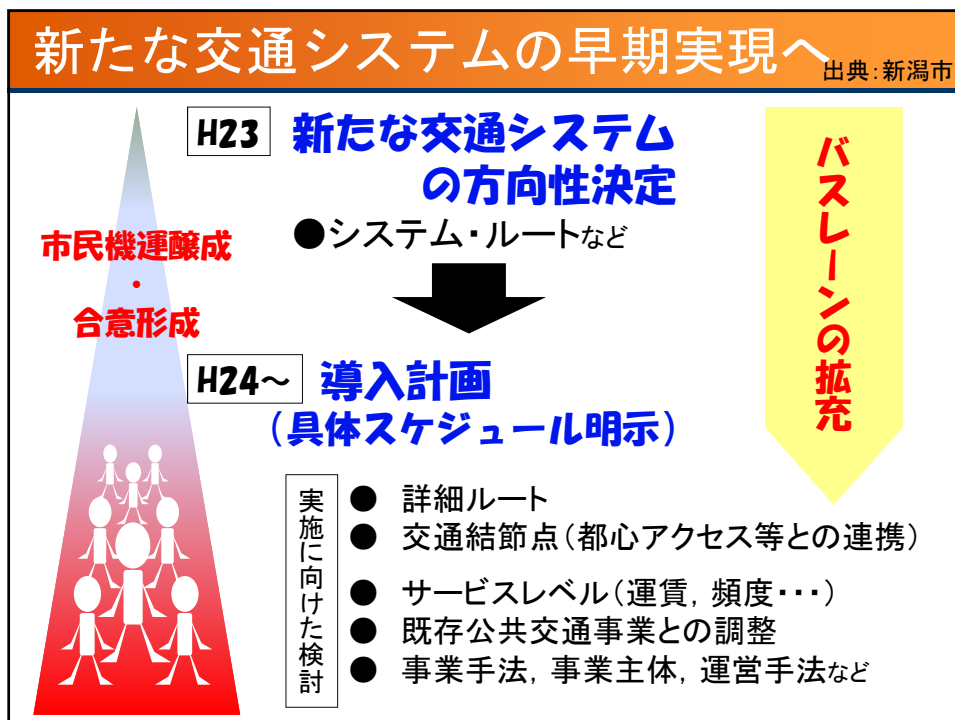 新たな交通システムの早期実現へ
出典:新潟市
H23
新たな交通システム
の方向性決定
●システム・ルートなど
市民機運醸成
・
合意形成
バスレーンの拡充
H24～
導入計画
(具体スケジュール明示)
実施に向けた検討
● 詳細ルート
● 交通結節点(都心アクセス等との連携)
● サービスレベル(運賃, 頻度・・・)
● 既存公共交通事業との調整
● 事業手法, 事業主体, 運営手法など